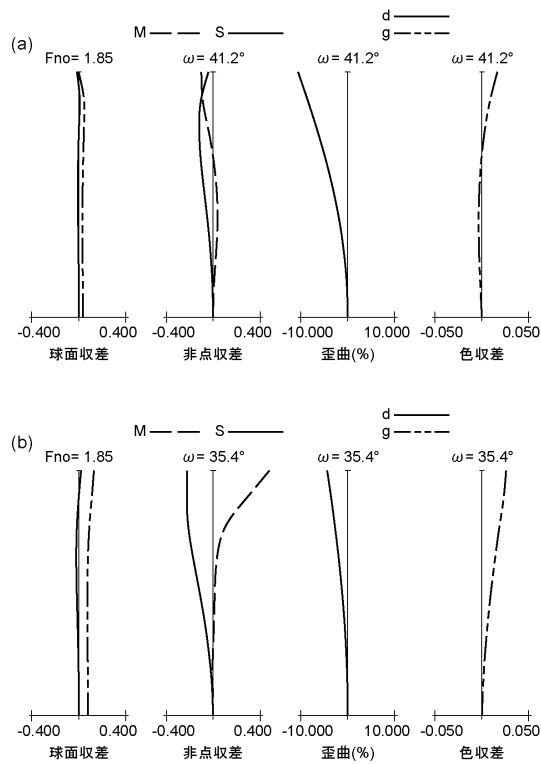 d
M S g
(a)
Fno= 1.85 ω= 41.2° ω= 41.2° ω= 41.2°
-0.400 0.400 -0.400 0.400 -10.000 10.000 -0.050 0.050
球面収差 非点収差 歪曲(%) 色収差
d
M S g
(b)
Fno= 1.85 ω= 35.4° ω= 35.4° ω= 35.4°
-0.400 0.400 -0.400 0.400 -10.000 10.000 -0.050 0.050
球面収差 非点収差 歪曲(%) 色収差